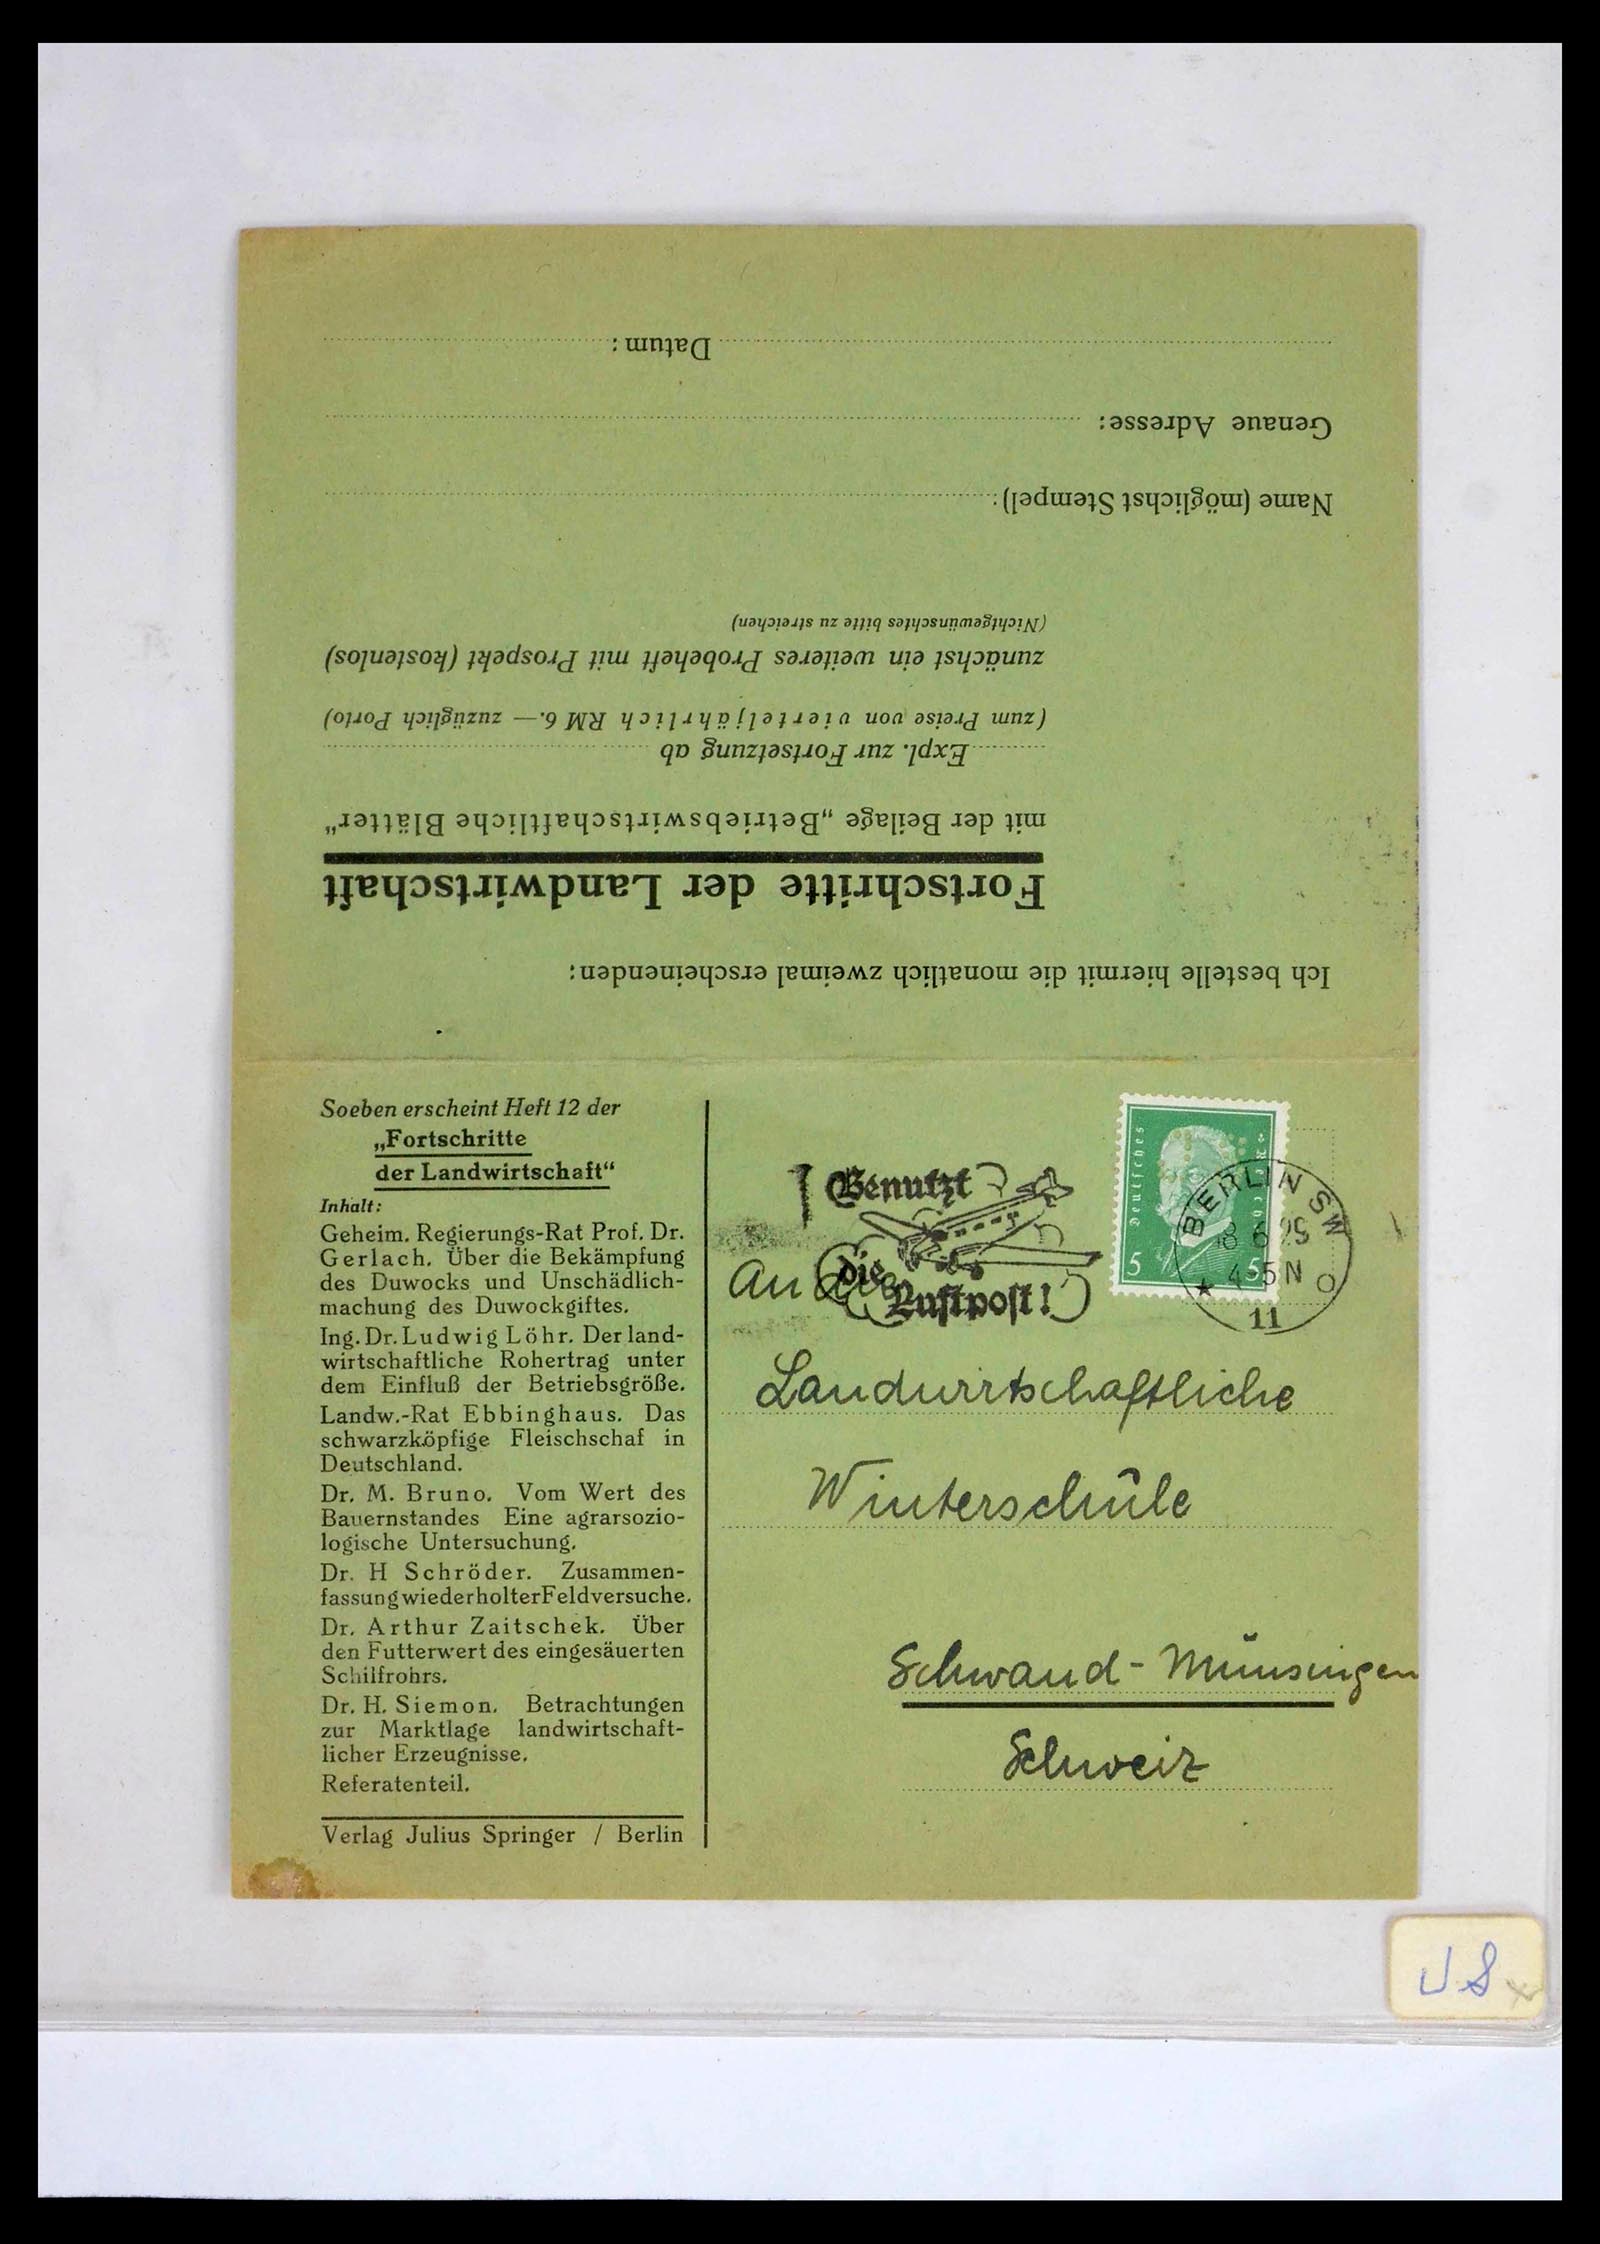 Datum:
Genaue Adresse:
Name (möglichst Stempel):
(Nichtgewünschtes bitte zu streichen)
zunächst ein weiteres Probeheft mit Prospekt (kostenlos)
(zum Preise von vierteljährlich RM 6.— zuzüglich Porto)
Expl. zur Fortsetzung ab
mit der Beilage „Betriebswirtschaftliche Blätter“
Fortschritte der Landwirtschaft
Ich bestelle hiermit die monatlich zweimal erscheinenden:
Soeben erscheint Heft 12 der
„Fortschritte
der Landwirtschaft“
Inhalt:
Geheim. Regierungs-Rat Prof. Dr.
Gerlach. Über die Bekämpfung
des Duwocks und Unschädlich-
machung des Duwockgiftes.
Ing. Dr. Ludwig Löhr. Der land-
wirtschaftliche Rohertrag unter
dem Einfluß der Betriebsgröße.
Landw.-Rat Ebbinghaus. Das
schwarzköpfige Fleischschaf in
Deutschland.
Dr. M. Bruno. Vom Wert des
Bauernstandes Eine agrarsozio-
logische Untersuchung.
Dr. H Schröder. Zusammen-
fassung wiederholter Feldversuche.
Dr. Arthur Zaitschek. Über
den Futterwert des eingesäuerten
Schilfrohrs.
Dr. H. Siemon. Betrachtungen
zur Marktlage landwirtschaft-
licher Erzeugnisse.
Referatenteil.
Verlag Julius Springer / Berlin
Benutzt
die
Luftpost!
Deutsches
5 5
BERLIN SW
4-5 N
11
An die
Landwirtschaftliche
Winterschule
Schwand-Münsingen
Schweiz
J S